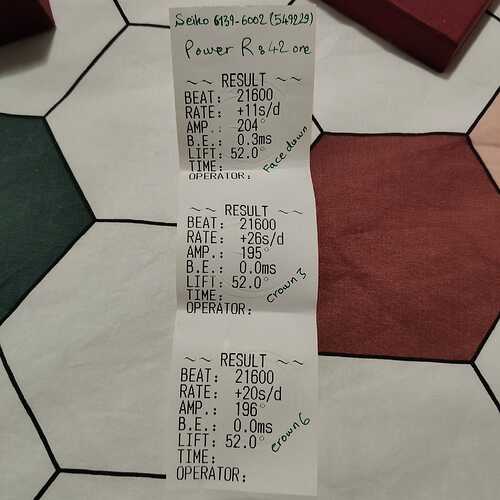 Seiko 6139-6002 (549229)
Power R 42 ore
~~ RESULT ~~
BEAT: 21600
RATE: +11s/d
AMP.: 204°
B.E.: 0.3ms
LIFT: 52.0°
TIME:
OPERATOR:
Face down
~~ RESULT ~~
BEAT: 21600
RATE: +26s/d
AMP.: 195°
B.E.: 0.0ms
LIFT: 52.0°
TIME:
OPERATOR:
crown 3
~~ RESULT ~~
BEAT: 21600
RATE: +20s/d
AMP.: 196°
B.E.: 0.0ms
LIFT: 52.0°
TIME:
OPERATOR:
crown 6